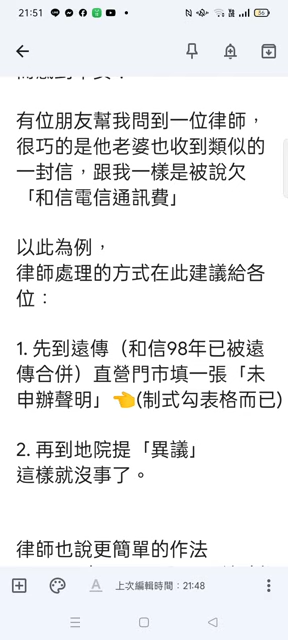 21:51
56
有位朋友幫我問到一位律師，
很巧的是他老婆也收到類似的
一封信，跟我一樣是被說欠
「和信電信通訊費」
以此為例，
律師處理的方式在此建議給各
位：
1. 先到遠傳（和信98年已被遠
傳合併）直營門市填一張「未
申辦聲明」👈(制式勾表格而已)
2. 再到地院提「異議」
這樣就沒事了。
律師也說更簡單的作法
A 上次編輯時間：21:48